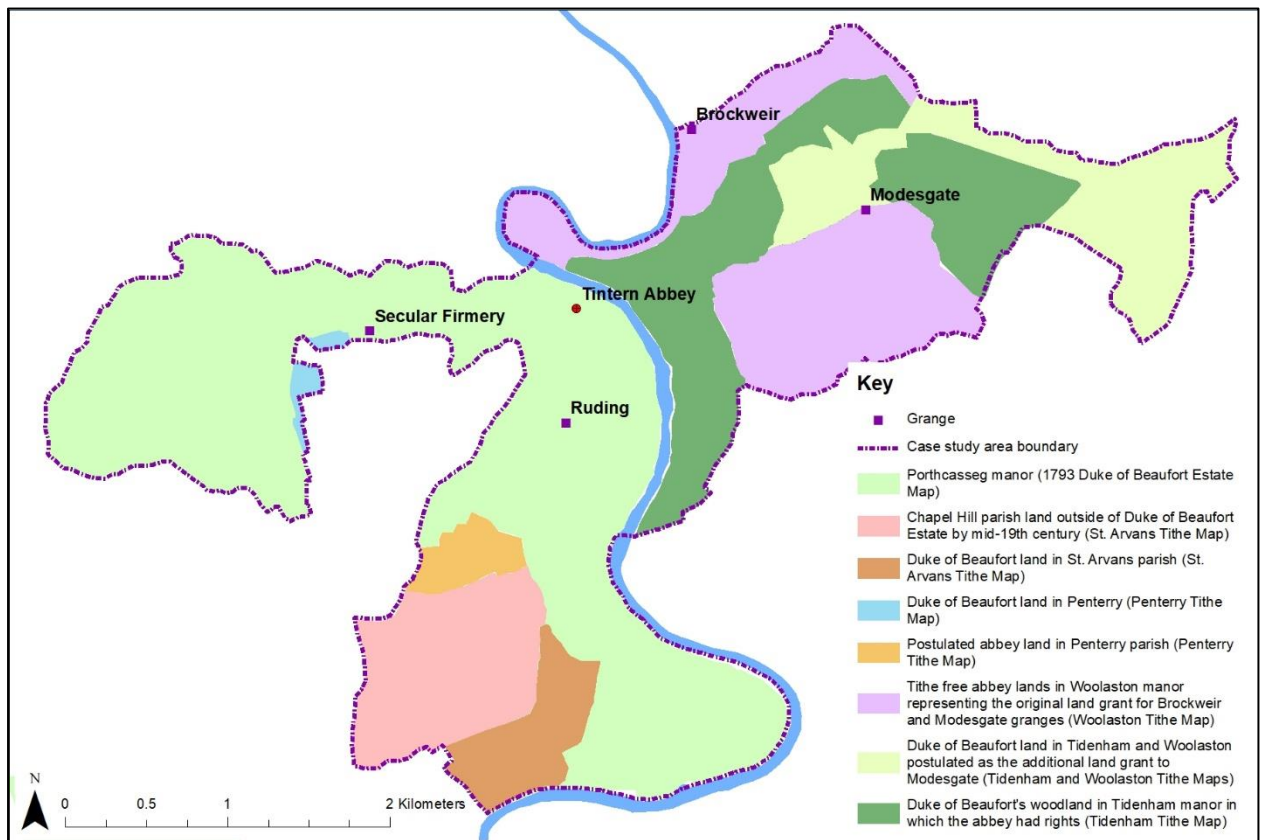 Brockweir
Modesgate
Tintern Abbey
Secular Firmery
Ruding
Key
Grange
Case study area boundary
Porthcasseg manor (1793 Duke of Beaufort Estate
Map)
Chapel Hill parish land outside of Duke of Beaufort
Estate by mid-19th century (St. Arvans Tithe Map)
Duke of Beaufort land in St. Arvans parish (St.
Arvans Tithe Map)
Duke of Beaufort land in Penterry (Penterry Tithe
Map)
Postulated abbey land in Penterry parish (Penterry
Tithe Map)
Tithe free abbey lands in Woolaston manor
representing the original land grant for Brockweir
and Modesgate granges (Woolaston Tithe Map)
Duke of Beaufort land in Tidenham and Woolaston
postulated as the additional land grant to
Modesgate (Tidenham and Woolaston Tithe Maps)
Duke of Beaufort's woodland in Tidenham manor in
which the abbey had rights (Tidenham Tithe Map)
N
0 0.5 1 2 Kilometers